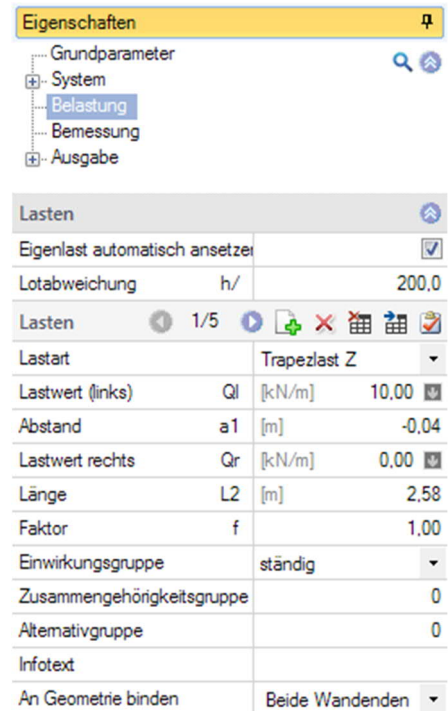 Eigenschaften
Grundparameter
System
Belastung
Bemessung
Ausgabe
Lasten
Eigenlast automatisch ansetzen
Lotabweichung h/ 200,0
Lasten 1/5
Lastart Trapezlast Z
Lastwert (links) Ql [kN/m] 10,00
Abstand a1 [m] -0,04
Lastwert rechts Qr [kN/m] 0,00
Länge L2 [m] 2,58
Faktor f 1,00
Einwirkungsgruppe ständig
Zusammengehörigkeitsgruppe 0
Alternativgruppe 0
Infotext
An Geometrie binden Beide Wandenden